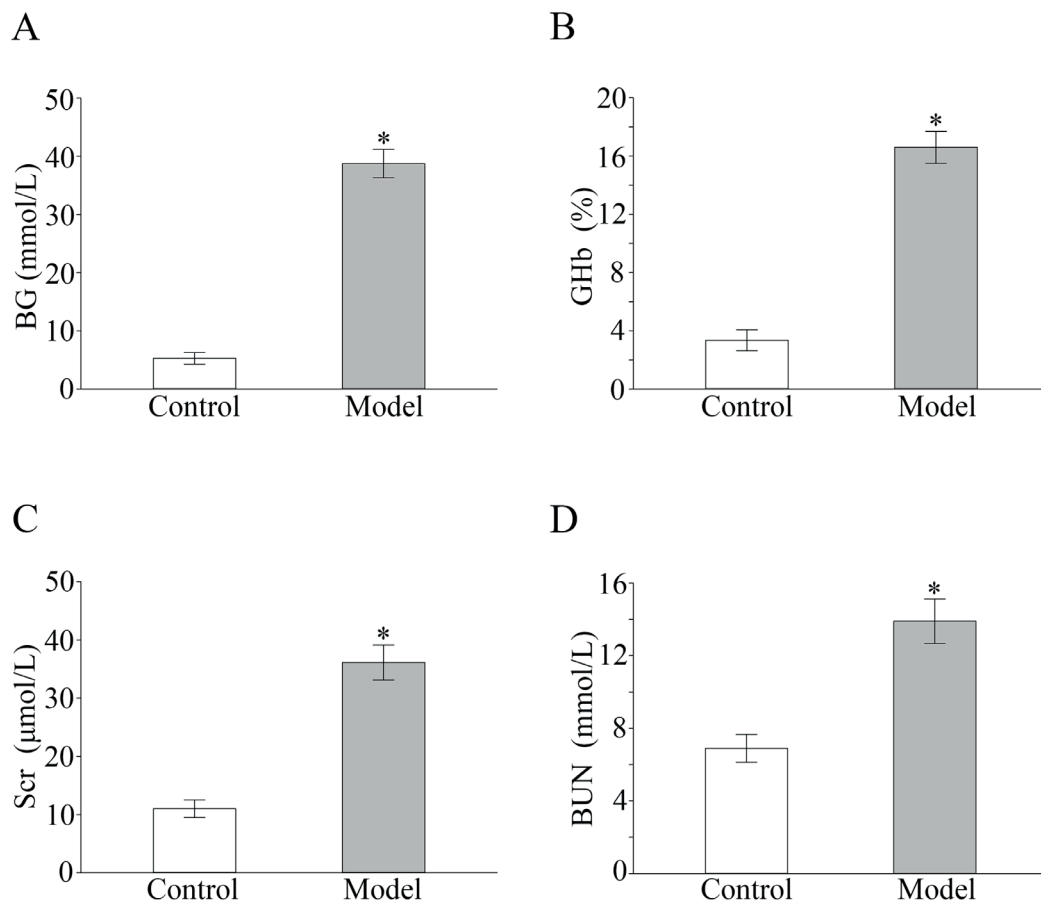 A
BG (mmol/L)
50
40
30
20
10
0
*
Control Model
B
GHb (%)
20
16
12
8
4
0
*
Control Model
C
Scr (μmol/L)
50
40
30
20
10
0
*
Control Model
D
BUN (mmol/L)
16
12
8
4
0
*
Control Model